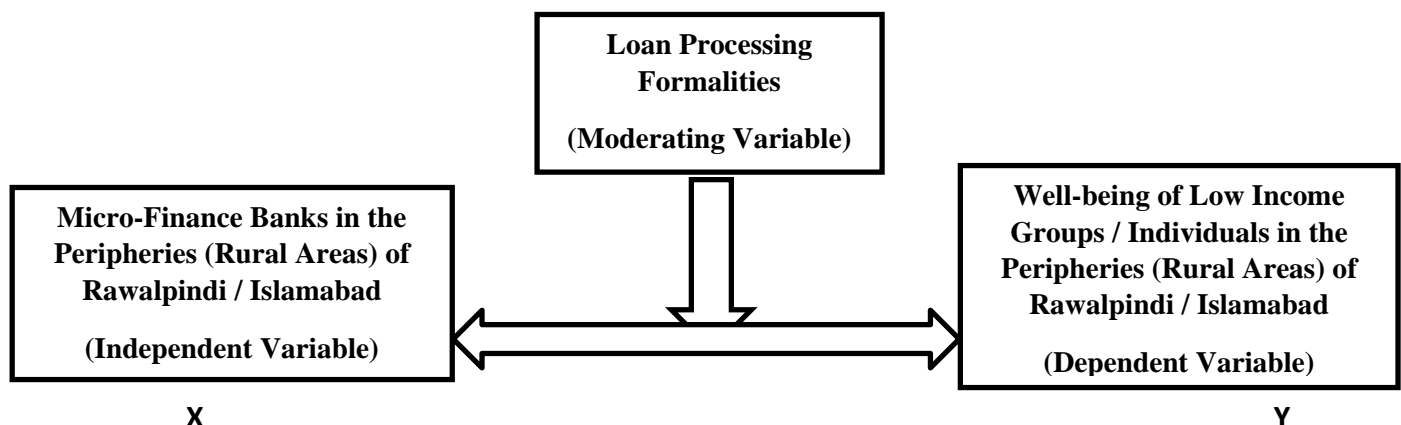 Loan Processing
Formalities
(Moderating Variable)
Micro-Finance Banks in the
Peripheries (Rural Areas) of
Rawalpindi / Islamabad
(Independent Variable)
Well-being of Low Income
Groups / Individuals in the
Peripheries (Rural Areas) of
Rawalpindi / Islamabad
(Dependent Variable)
X
Y